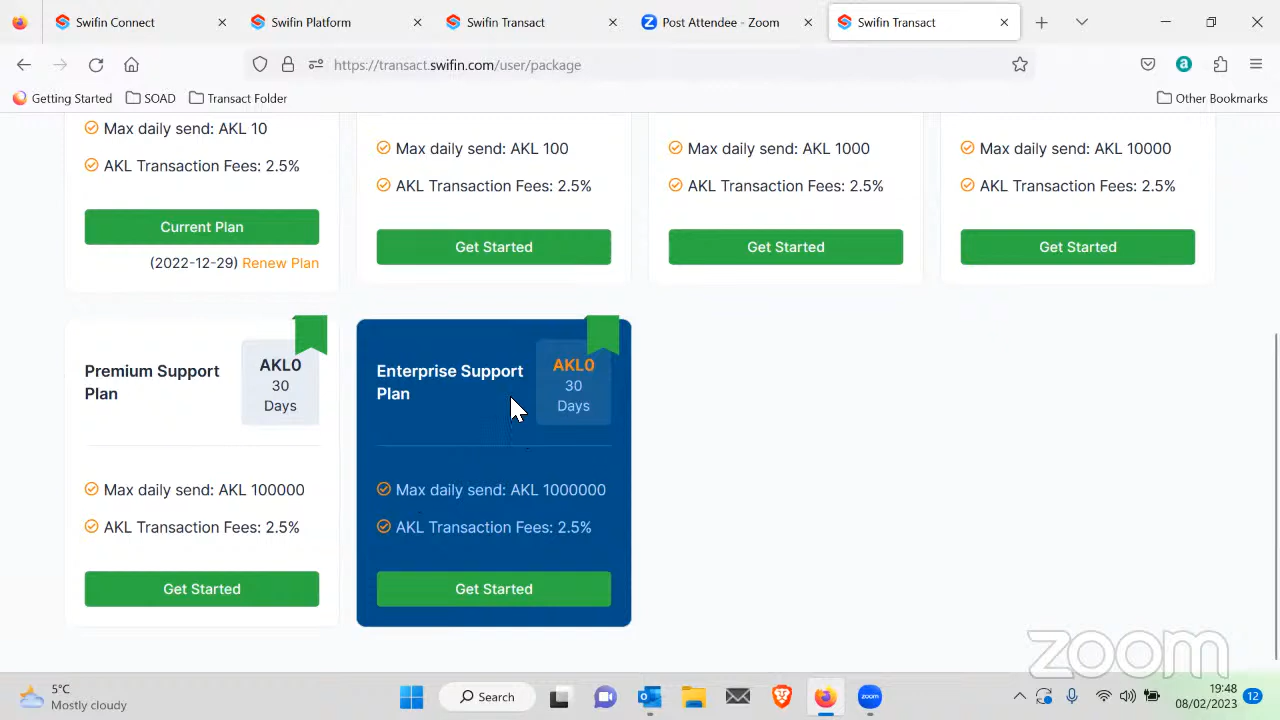 Swifin Connect
Swifin Platform
Swifin Transact
Post Attendee - Zoom
Swifin Transact
https://transact.swifin.com/user/package
Getting Started
SOAD
Transact Folder
Other Bookmarks
Max daily send: AKL 10
AKL Transaction Fees: 2.5%
Current Plan
(2022-12-29) Renew Plan
Max daily send: AKL 100
AKL Transaction Fees: 2.5%
Get Started
Max daily send: AKL 1000
AKL Transaction Fees: 2.5%
Get Started
Max daily send: AKL 10000
AKL Transaction Fees: 2.5%
Get Started
Premium Support
Plan
AKL0
30
Days
Max daily send: AKL 100000
AKL Transaction Fees: 2.5%
Get Started
Enterprise Support
Plan
AKL0
30
Days
Max daily send: AKL 1000000
AKL Transaction Fees: 2.5%
Get Started
zoom
5°C
Mostly cloudy
Search
zoom
19:48
08/02/2023
12